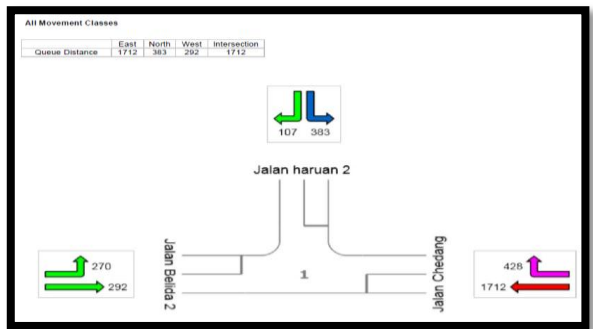 All Movement Classes
East North West Intersection
Queue Distance 1712 383 292 1712
107 383
Jalan haruan 2
Jalan Belida 2
270
292
1
Jalan Chepang
428
1712